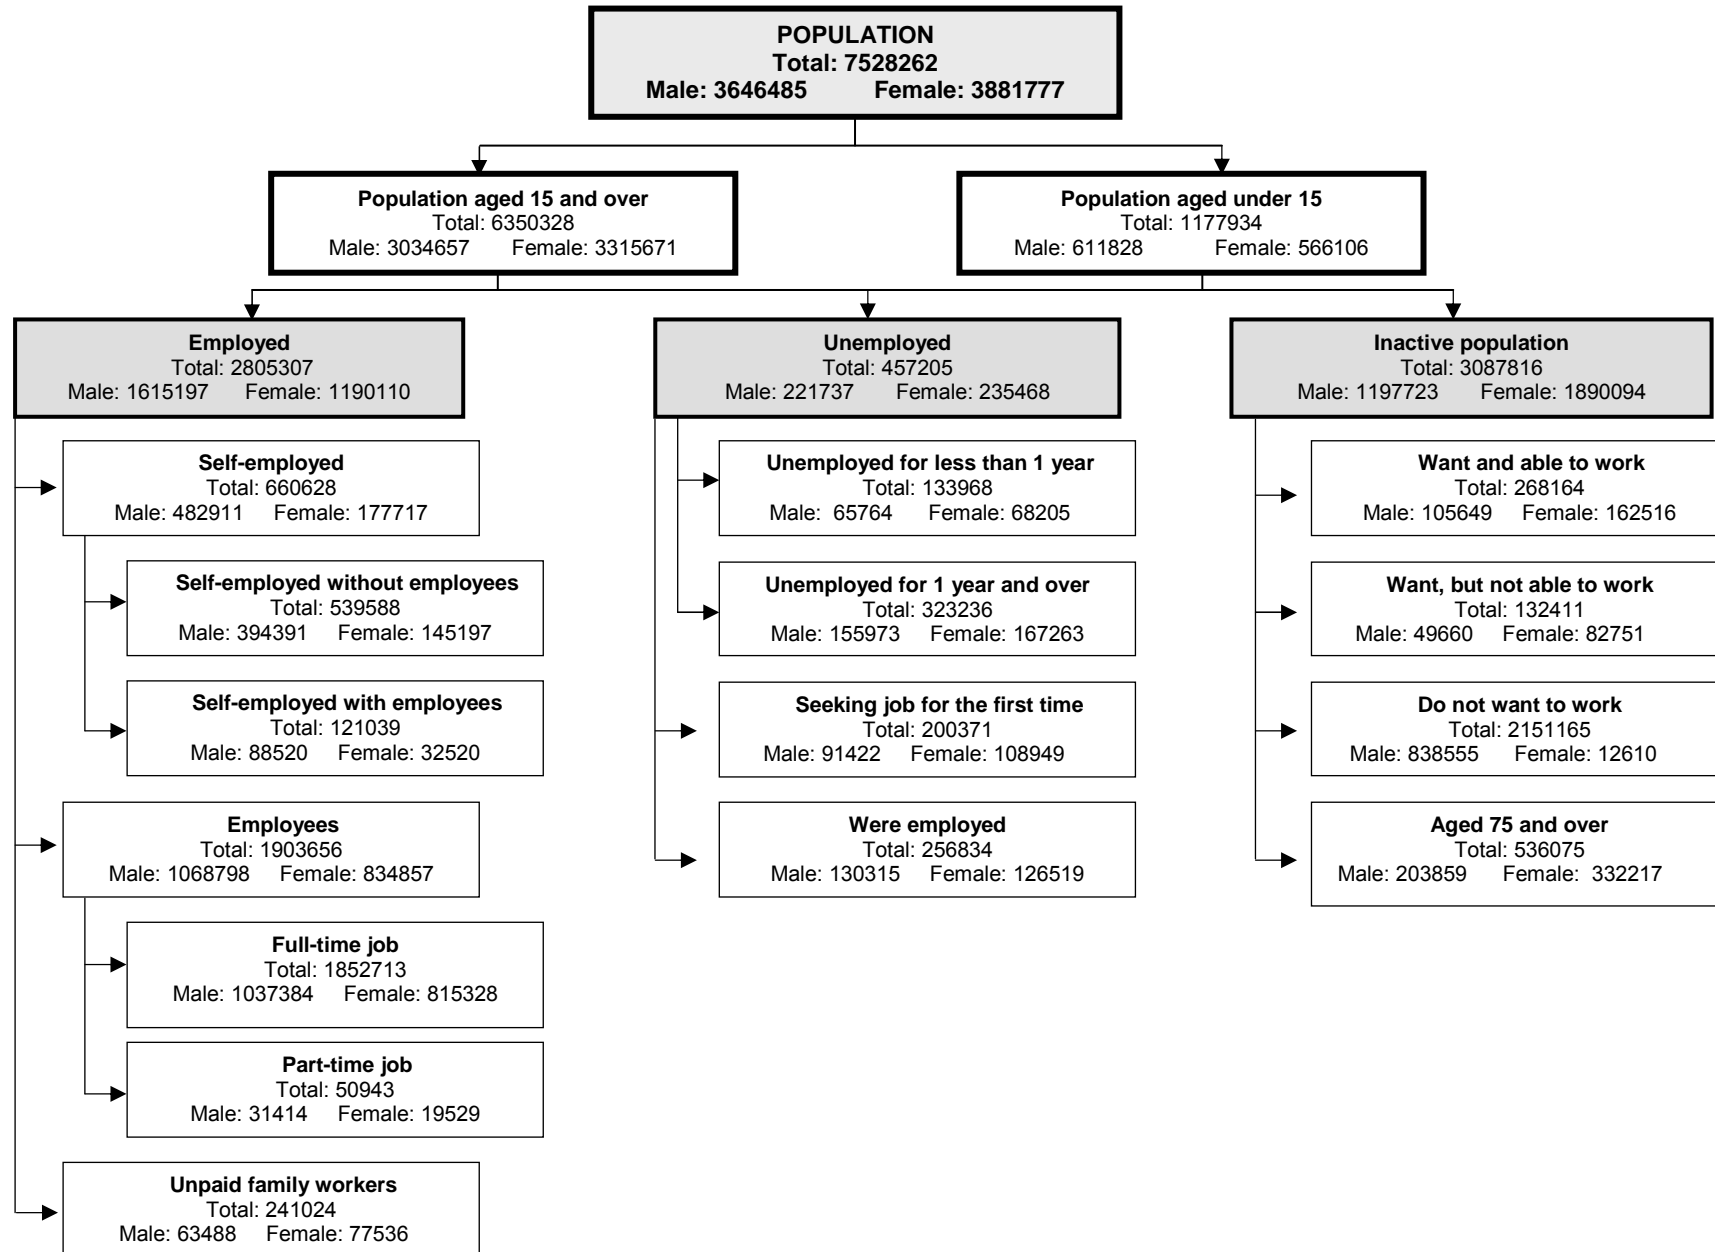 POPULATION
Total: 7528262
Male: 3646485 Female: 3881777
Population aged 15 and over
Total: 6350328
Male: 3034657 Female: 3315671
Population aged under 15
Total: 1177934
Male: 611828 Female: 566106
Employed
Total: 2805307
Male: 1615197 Female: 1190110
Unemployed
Total: 457205
Male: 221737 Female: 235468
Inactive population
Total: 3087816
Male: 1197723 Female: 1890094
Self-employed
Total: 660628
Male: 482911 Female: 177717
Self-employed without employees
Total: 539588
Male: 394391 Female: 145197
Self-employed with employees
Total: 121039
Male: 88520 Female: 32520
Employees
Total: 1903656
Male: 1068798 Female: 834857
Full-time job
Total: 1852713
Male: 1037384 Female: 815328
Part-time job
Total: 50943
Male: 31414 Female: 19529
Unpaid family workers
Total: 241024
Male: 63488 Female: 77536
Unemployed for less than 1 year
Total: 133968
Male: 65764 Female: 68205
Unemployed for 1 year and over
Total: 323236
Male: 155973 Female: 167263
Seeking job for the first time
Total: 200371
Male: 91422 Female: 108949
Were employed
Total: 256834
Male: 130315 Female: 126519
Want and able to work
Total: 268164
Male: 105649 Female: 162516
Want, but not able to work
Total: 132411
Male: 49660 Female: 82751
Do not want to work
Total: 2151165
Male: 838555 Female: 12610
Aged 75 and over
Total: 536075
Male: 203859 Female: 332217